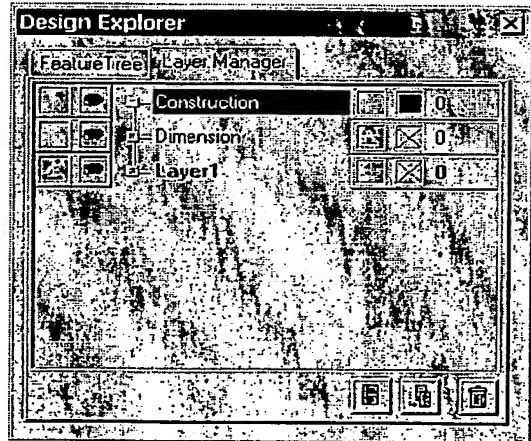 Design Explorer
FeatureTree Layer Manager
Construction 0
Dimension 0
Layer1 0